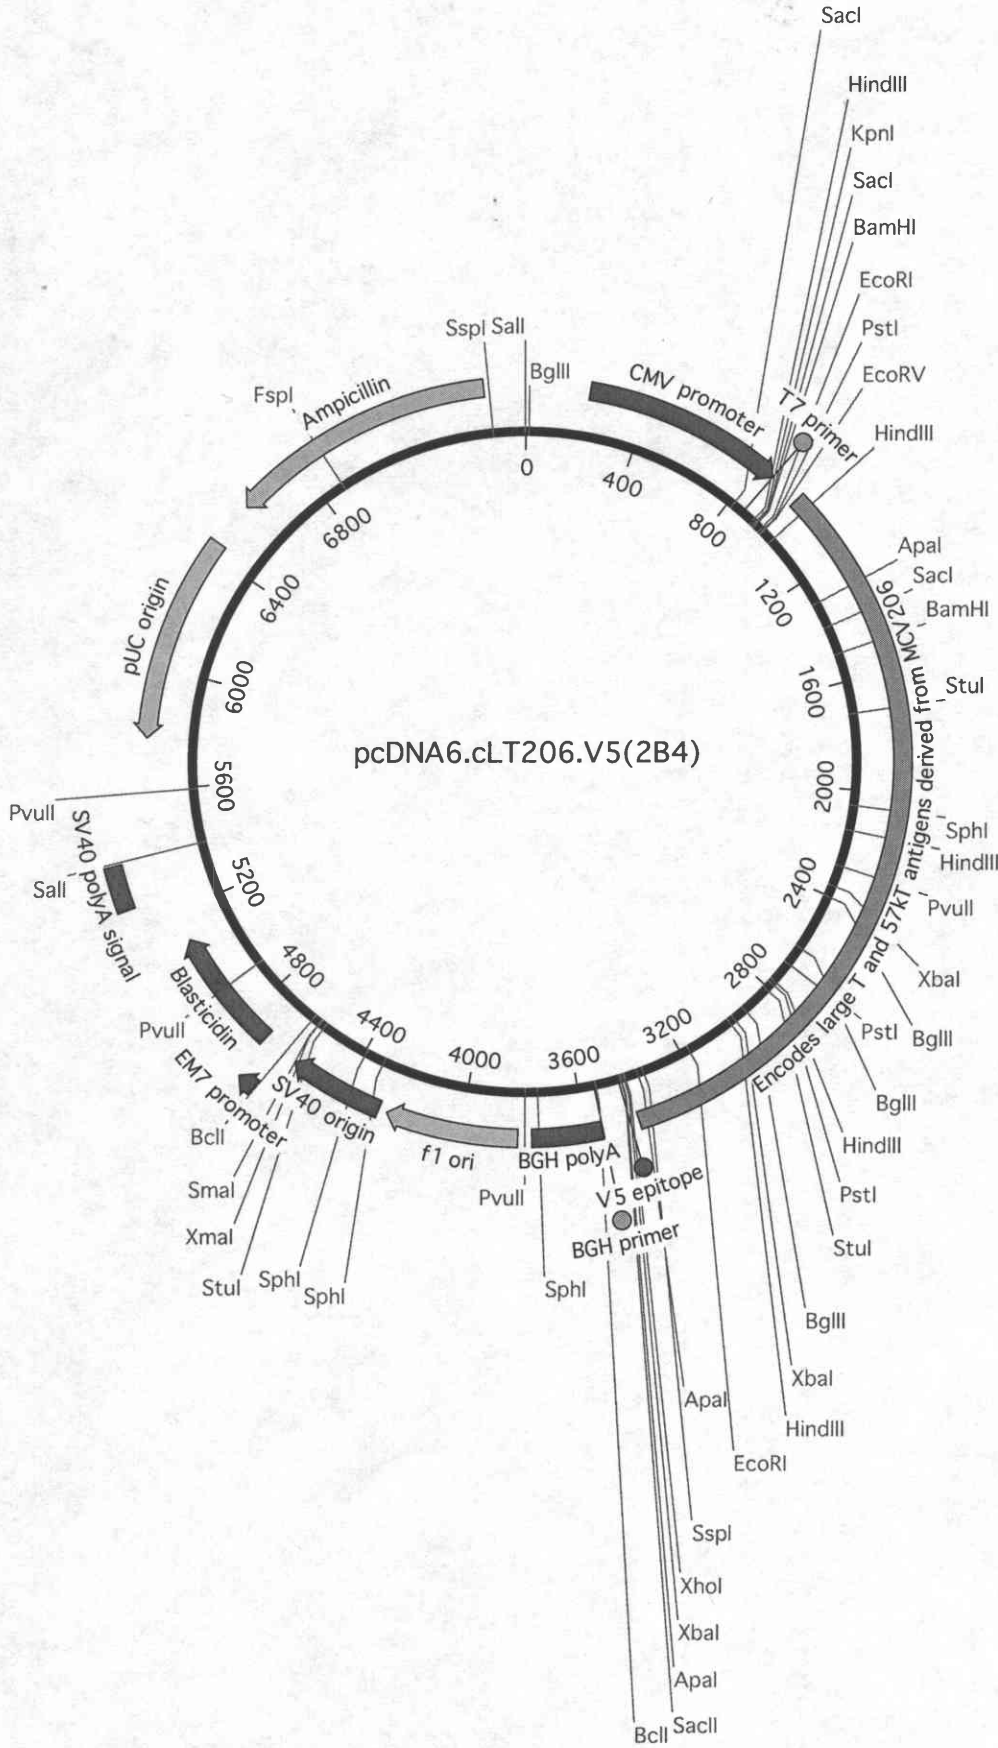 SacI
HindIII
KpnI
SacI
BamHI
EcoRI
PstI
EcoRV
HindIII
T7 primer
CMV promoter
SspI SalI
BglII
FspI
Ampicillin
0
400
800
1200
1600
2000
2400
2800
3200
3600
4000
4400
4800
5200
5600
6000
6400
6800
pUC origin
pcDNA6.cLT206.V5(2B4)
ApaI
SacI
BamHI
StuI
Encodes large T and 57kT antigens derived from MCV206
SphI
HindIII
PvuII
XbaI
BglII
PstI
BglII
HindIII
PstI
StuI
BglII
XbaI
HindIII
EcoRI
ApaI
SspI
XhoI
XbaI
ApaI
SacII
BclI
V5 epitope
BGH primer
BGH polyA
SphI
PvuII
f1 ori
SV40 origin
SphI
SphI
StuI
XmaI
SmaI
BclI
EM7 promoter
Blasticidin
PvuII
SV40 polyA signal
SalI
PvuII